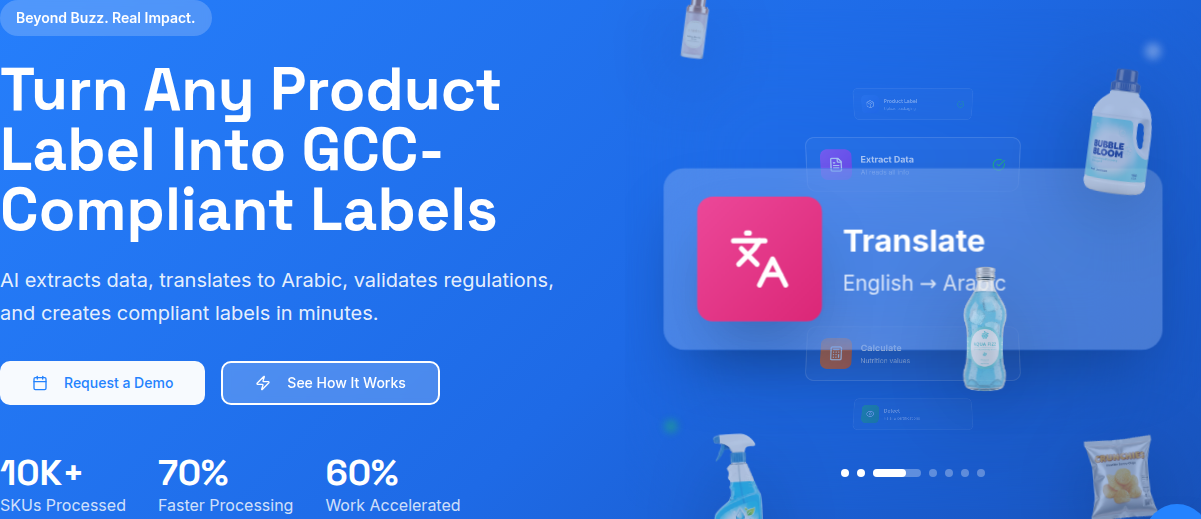 Beyond Buzz. Real Impact.
Turn Any Product
Label Into GCC-
Compliant Labels
AI extracts data, translates to Arabic, validates regulations,
and creates compliant labels in minutes.
Request a Demo
See How It Works
10K+
SKUs Processed
70%
Faster Processing
60%
Work Accelerated
Product Label
Extract Data
AI reads all info
Translate
English → Arabic
Calculate
Nutrition values
BUBBLE
BLOOM